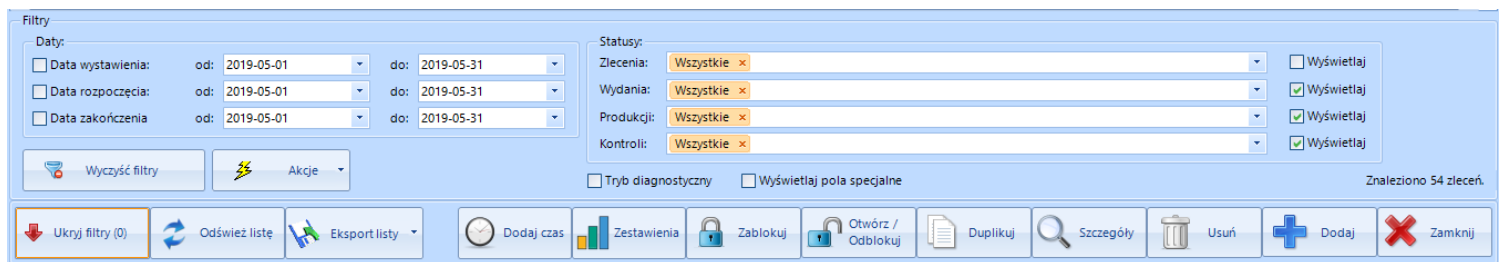 Filtry
Daty:
Data wystawienia: od: 2019-05-01 do: 2019-05-31
Data rozpoczęcia: od: 2019-05-01 do: 2019-05-31
Data zakończenia od: 2019-05-01 do: 2019-05-31
Wyczyść filtry Akcje
Statusy:
Zlecenia: Wszystkie × Wyświetlaj
Wydania: Wszystkie × Wyświetlaj
Produkcji: Wszystkie × Wyświetlaj
Kontroli: Wszystkie × Wyświetlaj
Tryb diagnostyczny Wyświetlaj pola specjalne Znaleziono 54 zleceń.
Ukryj filtry (0) Odśwież listę Eksport listy Dodaj czas Zestawienia Zablokuj Otwórz /
Odblokuj Duplikuj Szczegóły Usuń Dodaj Zamknij